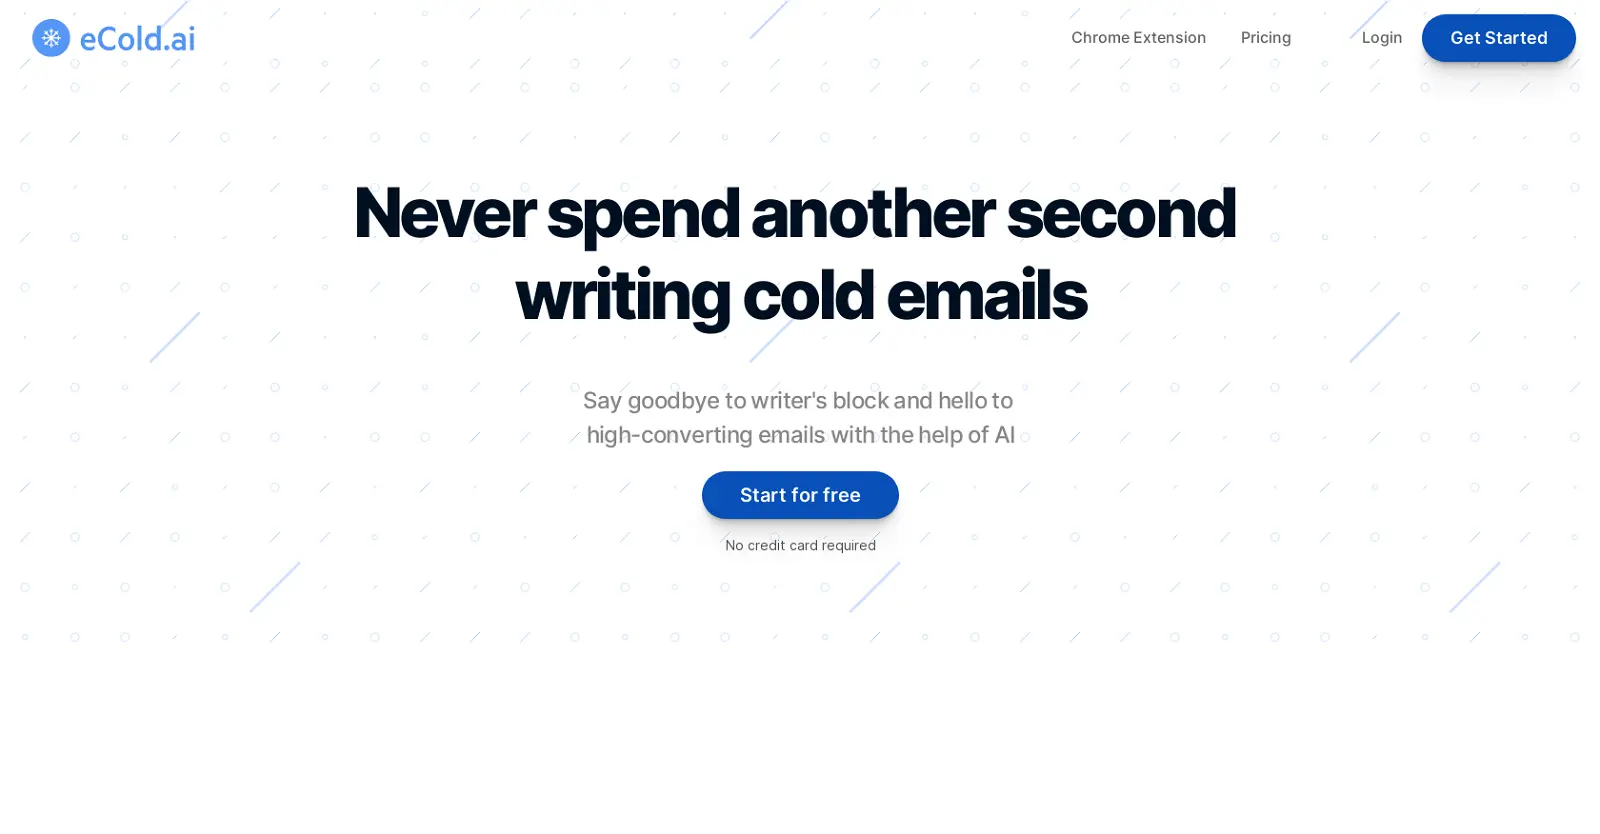 eCold.ai
Chrome Extension
Pricing
Login
Get Started
Never spend another second
writing cold emails
Say goodbye to writer's block and hello to
high-converting emails with the help of AI
Start for free
No credit card required